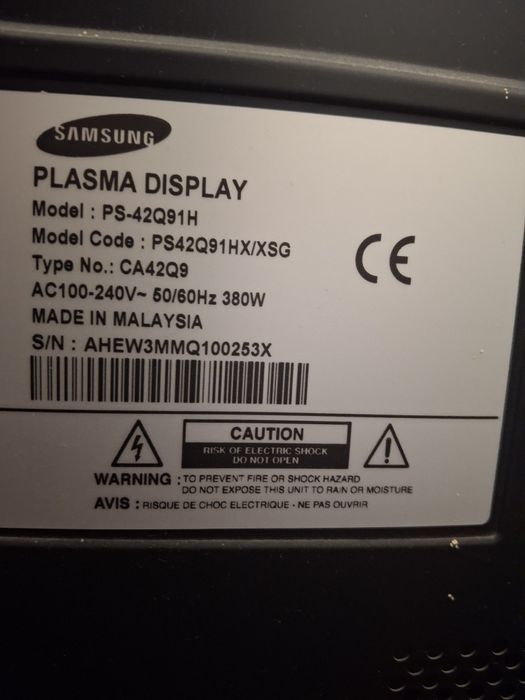 SAMSUNG
PLASMA DISPLAY
Model : PS-42Q91H
Model Code : PS42Q91HX/XSG
Type No.: CA42Q9
AC100-240V~ 50/60Hz 380W
MADE IN MALAYSIA
S/N : AHEW3MMQ100253X
CE
CAUTION
RISK OF ELECTRIC SHOCK
DO NOT OPEN
WARNING : TO PREVENT FIRE OR SHOCK HAZARD
DO NOT EXPOSE THIS UNIT TO RAIN OR MOISTURE
AVIS : RISQUE DE CHOC ELECTRIQUE - NE PAS OUVRIR